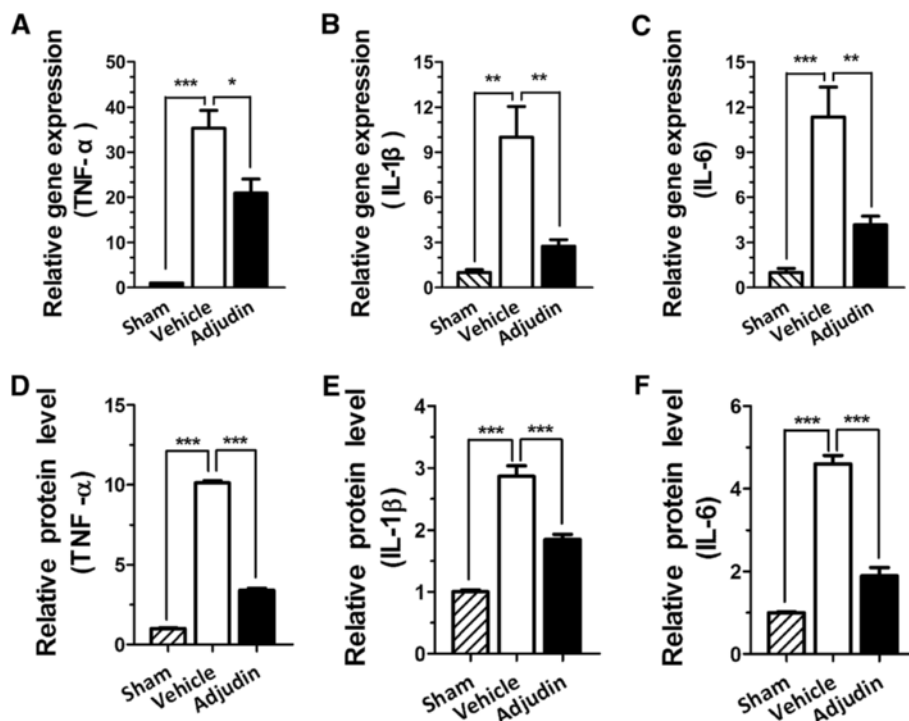 A
Relative gene expression
(TNF-α)
50
40
30
20
10
0
***
*
Sham
Vehicle
Adjudin
B
Relative gene expression
( IL-1β)
15
12
9
6
3
0
**
**
Sham
Vehicle
Adjudin
C
Relative gene expression
(IL-6)
15
12
9
6
3
0
***
**
Sham
Vehicle
Adjudin
D
Relative protein level
(TNF -α)
15
10
5
0
***
***
Sham
Vehicle
Adjudin
E
Relative protein level
(IL-1β)
4
3
2
1
0
***
***
Sham
Vehicle
Adjudin
F
Relative protein level
(IL-6)
6
4
2
0
***
***
Sham
Vehicle
Adjudin